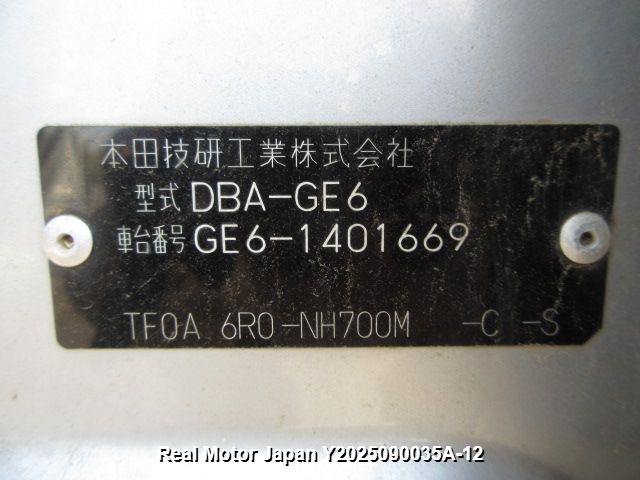 本田技研工業株式会社
型式 DBA-GE6
車台番号 GE6-1401669
TF0A 6R0-NH700M -C -S
Real Motor Japan Y2025090035A-12